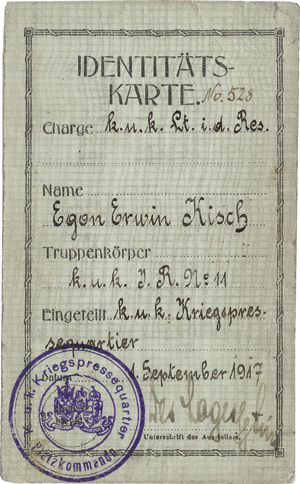 IDENTITÄTS-
KARTE. No. 528
Charge k.u.k. Lt. i. d. Res.
Name
Egon Erwin Kisch
Truppenkörper
k.u.k. I. R. No 11
Eingeteilt k.u.k. Kriegspres-
sequartier
Datum 1. September 1917
Unterschrift des Ausstellers.
K. u. k. Kriegspressequartier
Platzkommando